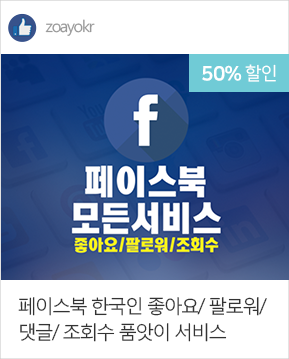 zoayokr
50% 할인
f
페이스북
모든서비스
좋아요/팔로워/조회수
페이스북 한국인 좋아요/ 팔로워/
댓글/ 조회수 품앗이 서비스